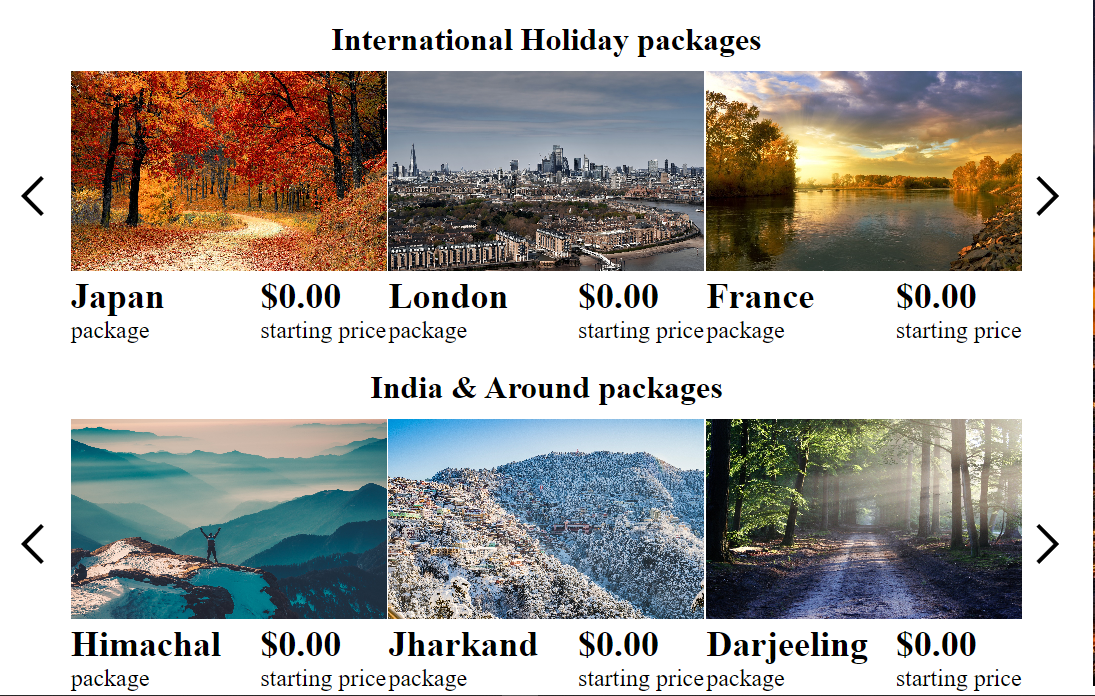 International Holiday packages
Japan $0.00 London $0.00 France $0.00
package starting price package starting price package starting price
India & Around packages
Himachal $0.00 Jharkand $0.00 Darjeeling $0.00
package starting price package starting price package starting price